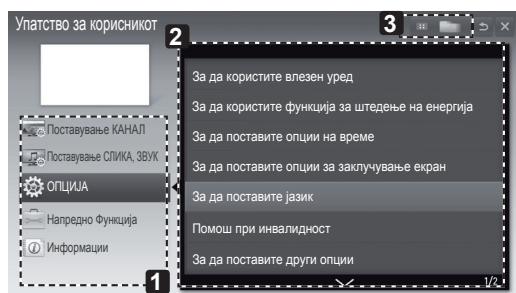 Упатство за корисникот
2
3
Поставување КАНАЛ
Поставување СЛИКА, ЗВУК
ОПЦИЈА
Напредно Функција
Информации
1
За да користите влезен уред
За да користите функција за штедење на енергија
За да поставите опции на време
За да поставите опции за заклучување екран
За да поставите јазик
Помош при инвалидност
За да поставите други опции
1/2